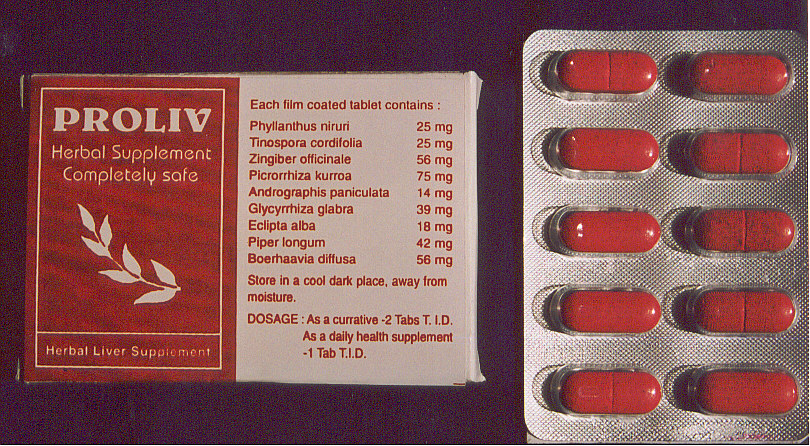 PROLIV
Herbal Supplement
Completely safe
Herbal Liver Supplement
Each film coated tablet contains :
Phyllanthus niruri 25 mg
Tinospora cordifolia 25 mg
Zingiber officinale 56 mg
Picrorrhiza kurroa 75 mg
Andrographis paniculata 14 mg
Glycyrrhiza glabra 39 mg
Eclipta alba 18 mg
Piper longum 42 mg
Boerhaavia diffusa 56 mg
Store in a cool dark place, away from
moisture.
DOSAGE : As a currative -2 Tabs T. I.D.
As a daily health supplement
-1 Tab T.I.D.